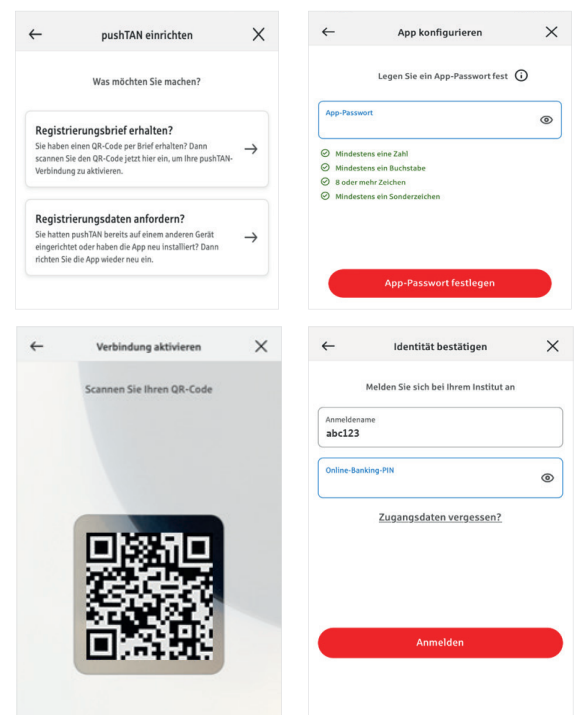 pushTAN einrichten
Was möchten Sie machen?
Registrierungsbrief erhalten?
Sie haben einen QR-Code per Brief erhalten? Dann
scannen Sie den QR-Code jetzt hier ein, um Ihre pushTAN-
Verbindung zu aktivieren.
Registrierungsdaten anfordern?
Sie hatten pushTAN bereits auf einem anderen Gerät
eingerichtet oder haben die App neu installiert? Dann
richten Sie die App wieder neu ein.
App konfigurieren
Legen Sie ein App-Passwort fest
App-Passwort
Mindestens eine Zahl
Mindestens ein Buchstabe
8 oder mehr Zeichen
Mindestens ein Sonderzeichen
App-Passwort festlegen
Verbindung aktivieren
Scannen Sie Ihren QR-Code
Identität bestätigen
Melden Sie sich bei Ihrem Institut an
Anmeldename
abc123
Online-Banking-PIN
Zugangsdaten vergessen?
Anmelden